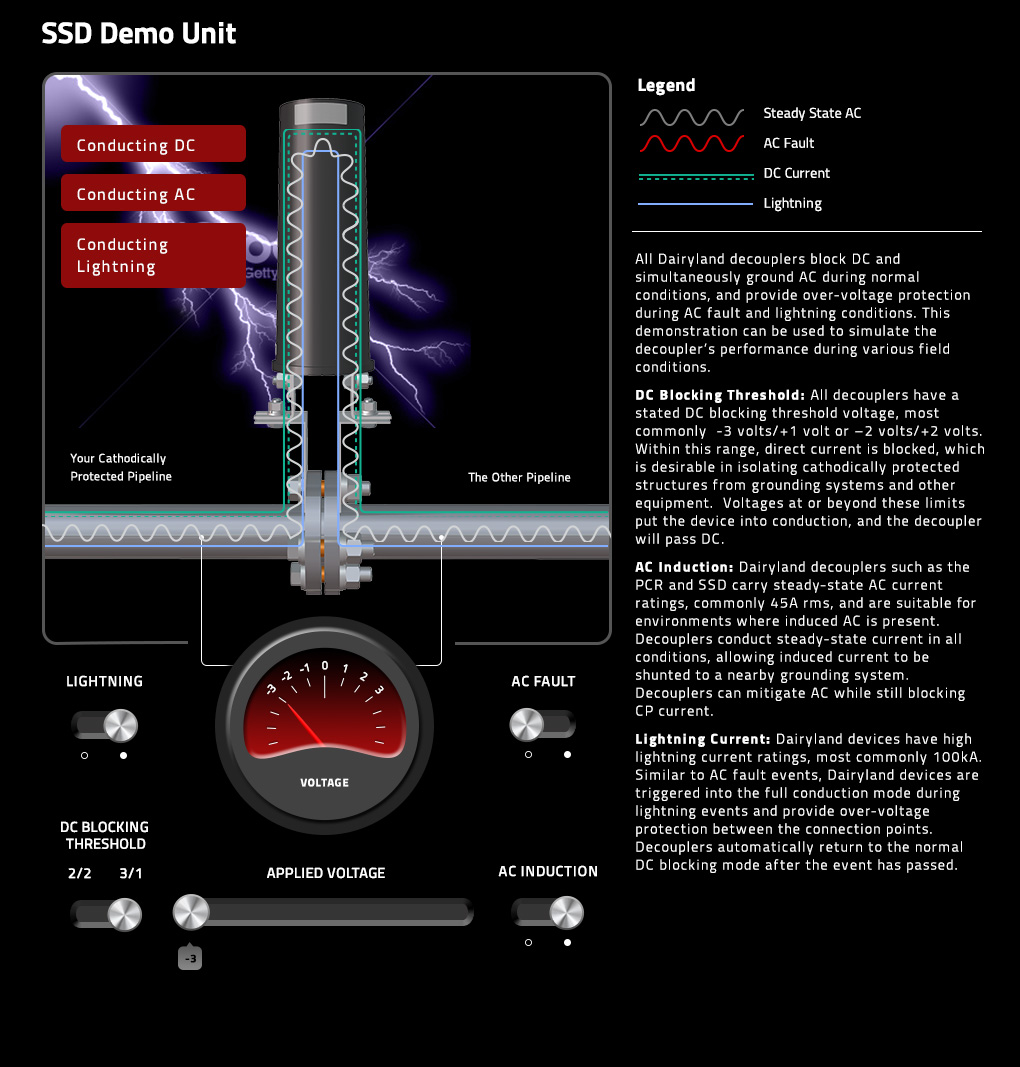 SSD Demo Unit
Conducting DC
Conducting AC
Conducting
Lightning
Getty
Your Cathodically
Protected Pipeline
The Other Pipeline
-3 -2 -1 0 1 2 3
VOLTAGE
LIGHTNING
AC FAULT
DC BLOCKING
THRESHOLD
2/2 3/1
APPLIED VOLTAGE
AC INDUCTION
-3
Legend
Steady State AC
AC Fault
DC Current
Lightning
All Dairyland decouplers block DC and
simultaneously ground AC during normal
conditions, and provide over-voltage protection
during AC fault and lightning conditions. This
demonstration can be used to simulate the
decoupler's performance during various field
conditions.
DC Blocking Threshold: All decouplers have a
stated DC blocking threshold voltage, most
commonly -3 volts/+1 volt or –2 volts/+2 volts.
Within this range, direct current is blocked, which
is desirable in isolating cathodically protected
structures from grounding systems and other
equipment. Voltages at or beyond these limits
put the device into conduction, and the decoupler
will pass DC.
AC Induction: Dairyland decouplers such as the
PCR and SSD carry steady-state AC current
ratings, commonly 45A rms, and are suitable for
environments where induced AC is present.
Decouplers conduct steady-state current in all
conditions, allowing induced current to be
shunted to a nearby grounding system.
Decouplers can mitigate AC while still blocking
CP current.
Lightning Current: Dairyland devices have high
lightning current ratings, most commonly 100kA.
Similar to AC fault events, Dairyland devices are
triggered into the full conduction mode during
lightning events and provide over-voltage
protection between the connection points.
Decouplers automatically return to the normal
DC blocking mode after the event has passed.